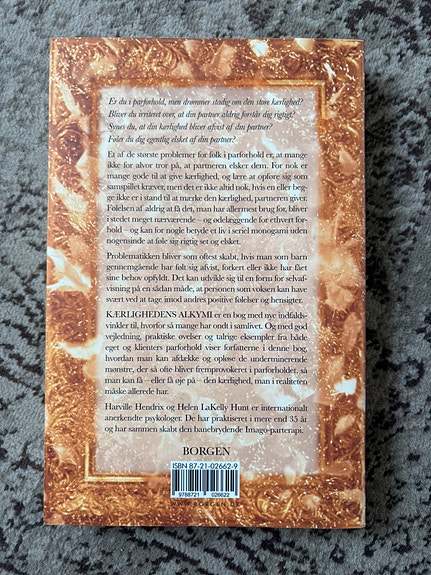 Er du i parforhold, men drømmer stadig om den store kærlighed?
Bliver du irriteret over, at din partner aldrig forstår dig rigtigt?
Synes du, at din kærlighed bliver afvist af din partner?
Føler du dig egentlig elsket af din partner?
Et af de største problemer for folk i parforhold er, at mange
ikke for alvor tror på, at partneren elsker dem. For nok er
mange gode til at give kærlighed, og lære at opføre sig som
samspillet kræver, men det er ikke altid nok, hvis en eller beg-
ge ikke er i stand til at mærke den kærlighed, partneren giver.
Følelsen af aldrig at få det, man har allermest brug for, bliver
i stedet meget nærværende – og ødelæggende for ethvert for-
hold – og kan for nogle betyde et liv i seriel monogami uden
nogensinde at føle sig rigtig set og elsket.
Problematikken bliver som oftest skabt, hvis man som barn
gennemgående har følt sig afvist, forkert eller ikke har fået
sine behov opfyldt. Det kan udvikle sig til en form for selvaf-
visning på en sådan måde, at personen som voksen kan have
svært ved at tage imod andres positive følelser og hensigter.
KÆRLIGHEDENS ALKYMI er en bog med nye indfalds-
vinkler til, hvorfor så mange har ondt i samlivet. Og med god
vejledning, praktiske øvelser og talrige eksempler fra både
eget og klienters parforhold viser forfatterne i denne bog,
hvordan man kan afdække og opløse de underminerende
mønstre, der så ofte bliver fremprovokeret i parforholdet, så
man kan få – eller få øje på – den kærlighed, man i realiteten
måske allerede har.
Harville Hendrix og Helen LaKelly Hunt er internationalt
anerkendte psykologer. De har praktiseret i mere end 35 år
og har sammen skabt den banebrydende Imago-parterapi.
BORGEN
ISBN 87-21-02662-9
9788721 026622
WWW.BORGEN.DK